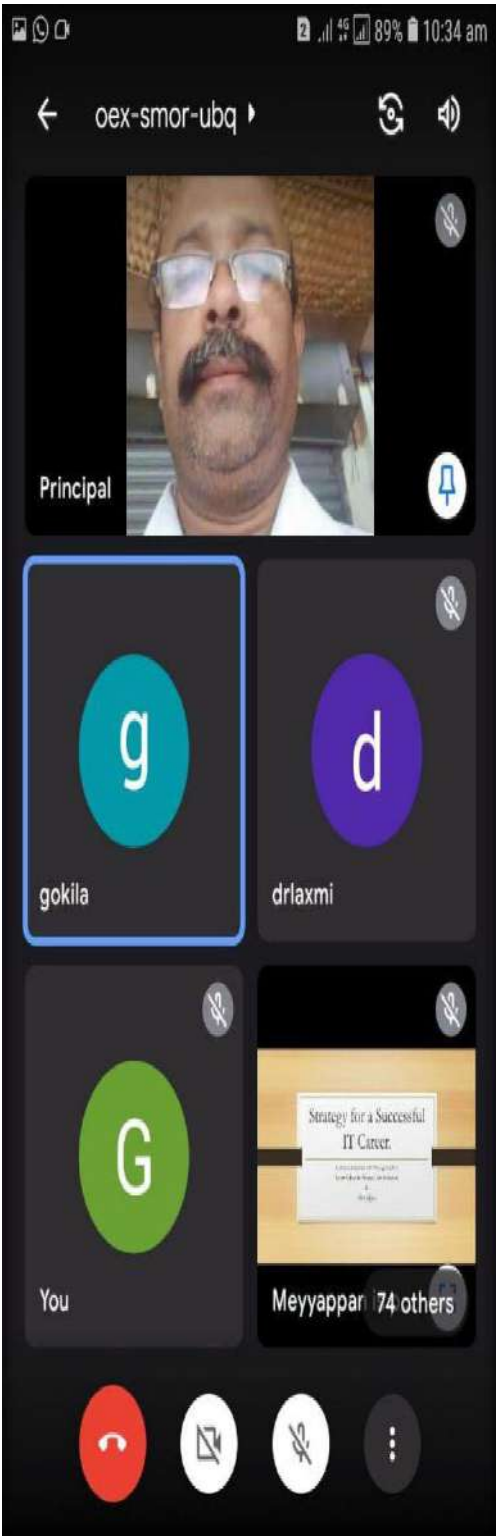 2 4G 89% 10:34 am
oex-smor-ubq
Principal
g
d
gokila
drlaxmi
G
Strategy for a Successful
IT Career.
You
Meyyappan
74 others